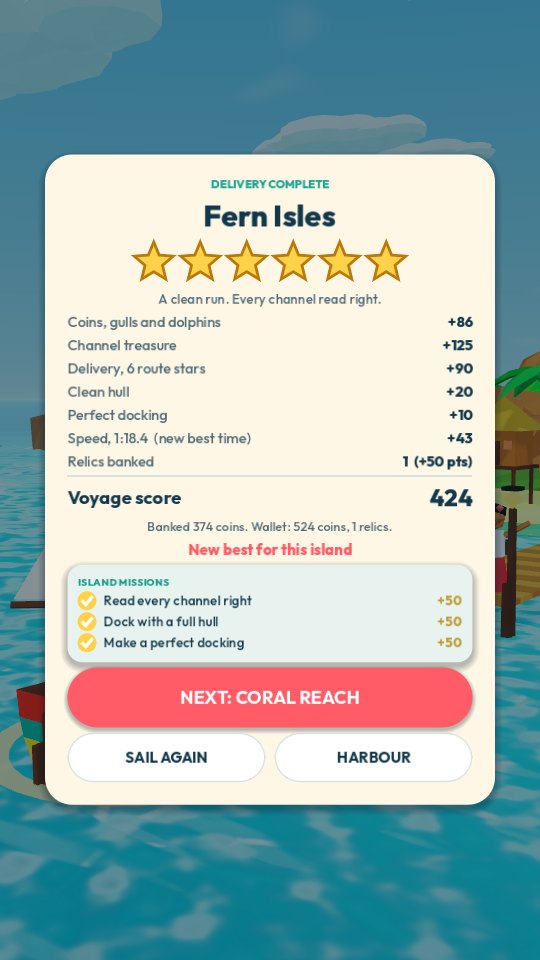 DELIVERY COMPLETE
Fern Isles
A clean run. Every channel read right.
Coins, gulls and dolphins +86
Channel treasure +125
Delivery, 6 route stars +90
Clean hull +20
Perfect docking +10
Speed, 1:18.4 (new best time) +43
Relics banked 1 (+50 pts)
Voyage score 424
Banked 374 coins. Wallet: 524 coins, 1 relics.
New best for this island
ISLAND MISSIONS
Read every channel right +50
Dock with a full hull +50
Make a perfect docking +50
NEXT: CORAL REACH
SAIL AGAIN HARBOUR